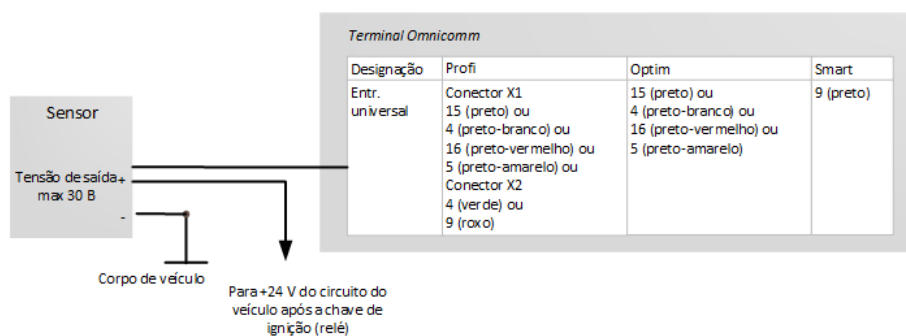 Terminal Omnicomm
Designação Profi Optim Smart
Entr.
universal
Conector X1
15 (preto) ou
4 (preto-branco) ou
16 (preto-vermelho) ou
5 (preto-amarelo) ou
Conector X2
4 (verde) ou
9 (roxo)
15 (preto) ou
4 (preto-branco) ou
16 (preto-vermelho) ou
5 (preto-amarelo)
9 (preto)
Sensor
Tensão de saída+
max 30 B
-
Corpo de veículo
Para +24 V do circuito do
veículo após a chave de
ignição (relé)